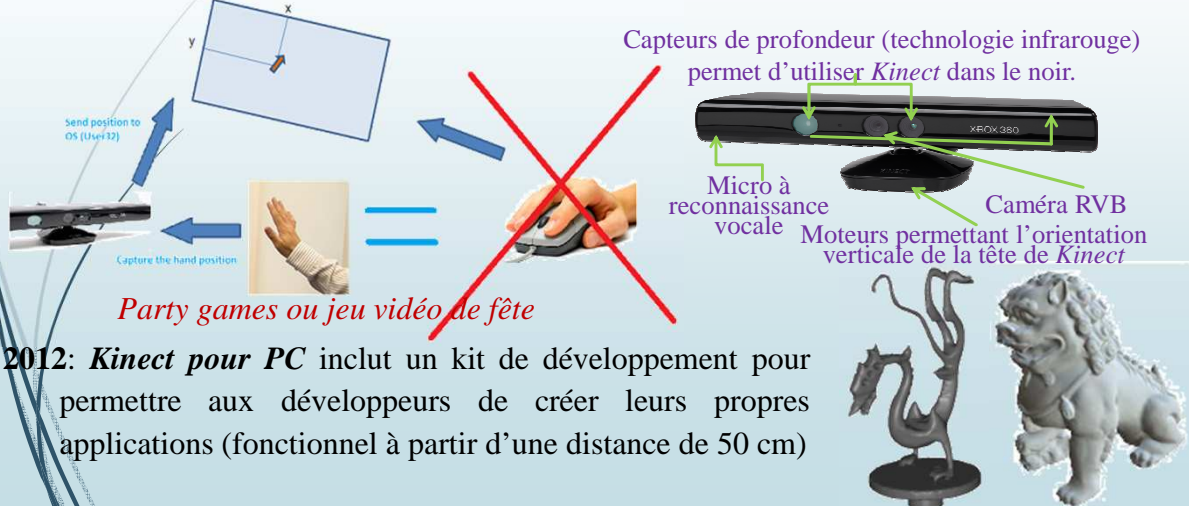 x
y
Send position to
OS (User32)
Capture the hand position
Capteurs de profondeur (technologie infrarouge)
permet d’utiliser Kinect dans le noir.
XBOX 360
KINECT
Micro à
reconnaissance
vocale
Caméra RVB
Moteurs permettant l’orientation
verticale de la tête de Kinect
Party games ou jeu vidéo de fête
2012: Kinect pour PC inclut un kit de développement pour
permettre aux développeurs de créer leurs propres
applications (fonctionnel à partir d’une distance de 50 cm)